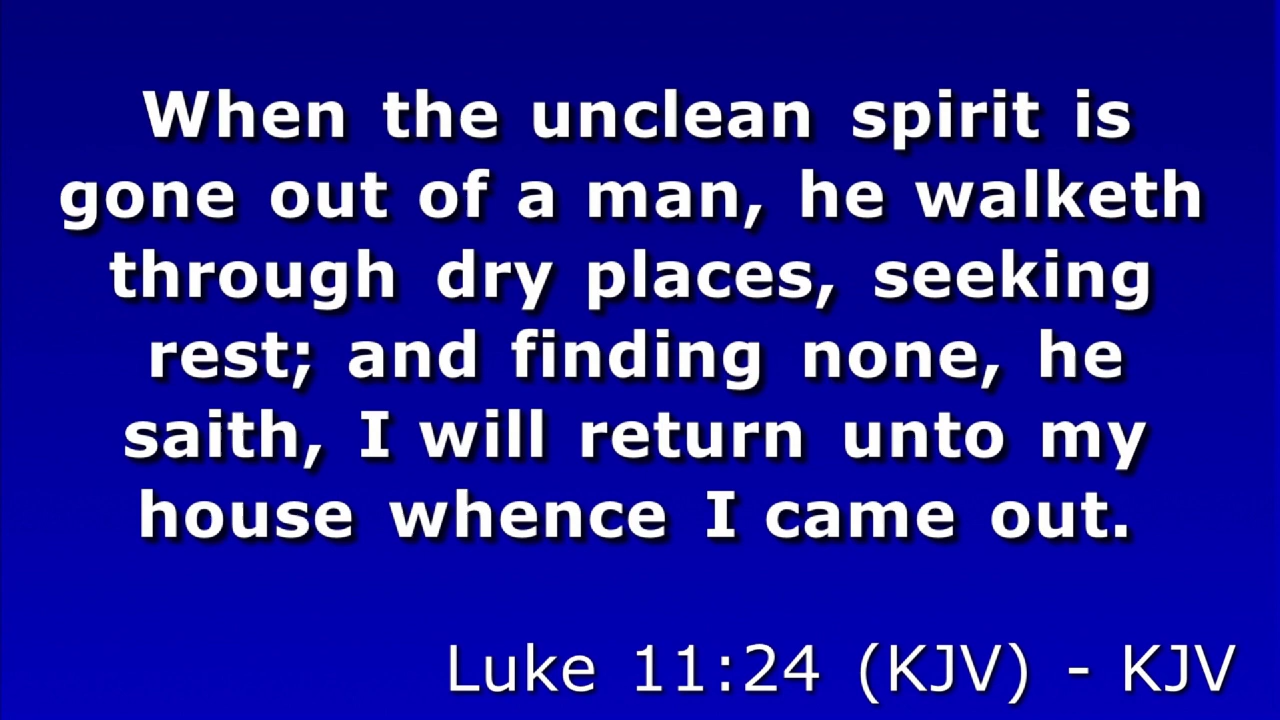 When the unclean spirit is
gone out of a man, he walketh
through dry places, seeking
rest; and finding none, he
saith, I will return unto my
house whence I came out.
Luke 11:24 (KJV) - KJV